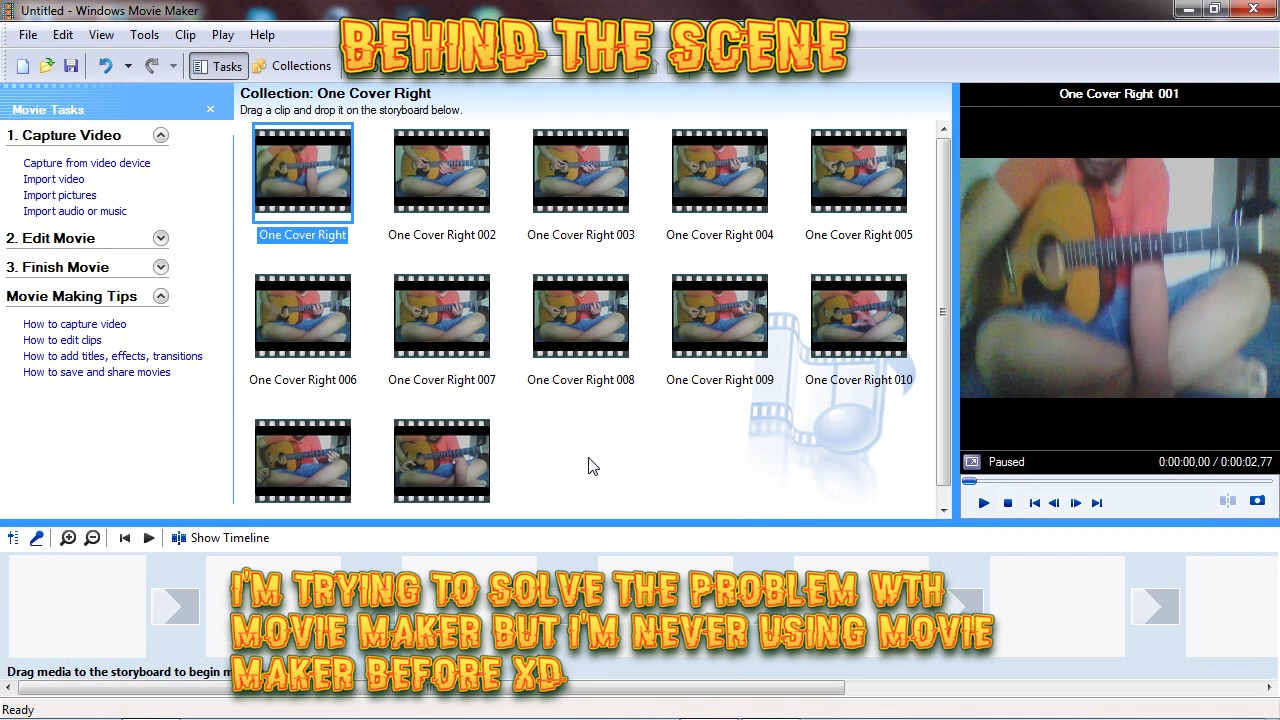 Untitled - Windows Movie Maker
File Edit View Tools Clip Play Help
BEHIND THE SCENE
Tasks Collections
Movie Tasks
1. Capture Video
Capture from video device
Import video
Import pictures
Import audio or music
2. Edit Movie
3. Finish Movie
Movie Making Tips
How to capture video
How to edit clips
How to add titles, effects, transitions
How to save and share movies
Collection: One Cover Right
Drag a clip and drop it on the storyboard below.
One Cover Right One Cover Right 002 One Cover Right 003 One Cover Right 004 One Cover Right 005
One Cover Right 006 One Cover Right 007 One Cover Right 008 One Cover Right 009 One Cover Right 010
One Cover Right 001
Paused 0:00:00,00 / 0:00:02,77
Show Timeline
I'M TRYING TO SOLVE THE PROBLEM WTH
MOVIE MAKER BUT I'M NEVER USING MOVIE
MAKER BEFORE XD
Drag media to the storyboard to begin m
Ready